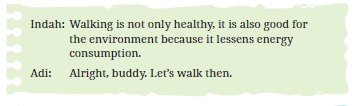 Indah: Walking is not only healthy, it is also good for
the environment because it lessens energy
consumption.
Adi: Alright, buddy. Let's walk then.